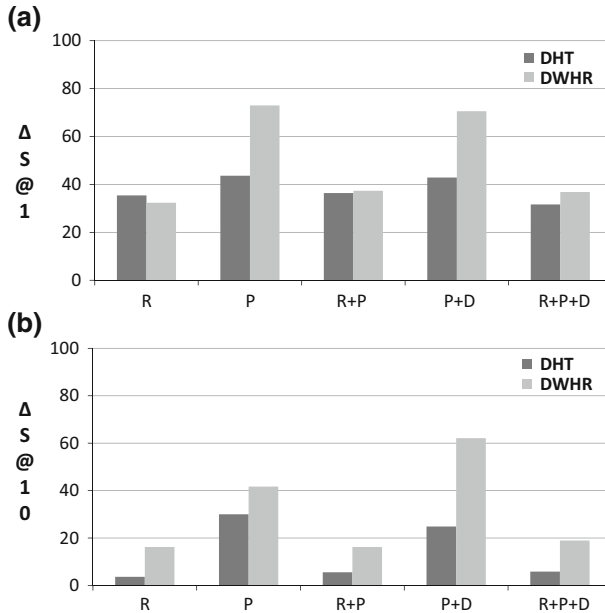 (a)
100
80
60
40
20
0
Δ
S
@
1
DHT
DWHR
R P R+P P+D R+P+D
(b)
100
80
60
40
20
0
Δ
S
@
1
0
DHT
DWHR
R P R+P P+D R+P+D